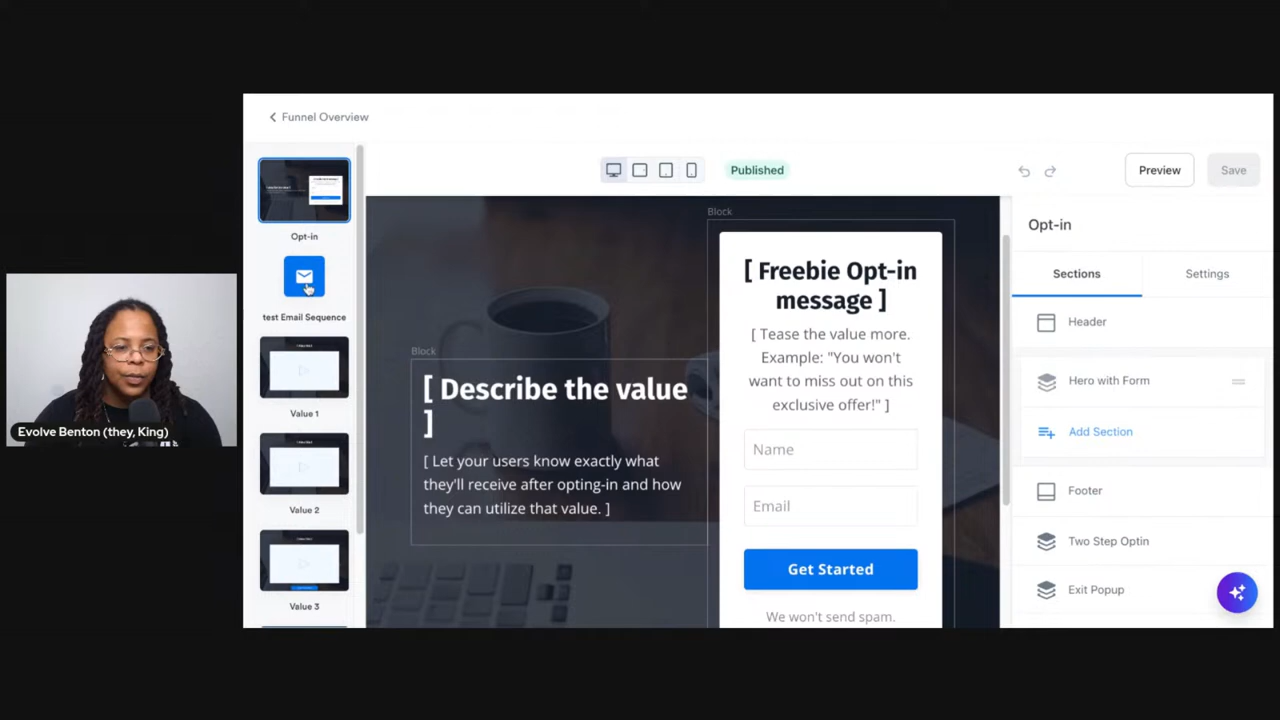 Funnel Overview
Published
Preview
Save
Opt-in
test Email Sequence
Value 1
Value 2
Value 3
Block
[ Describe the value
]
[ Let your users know exactly what
they'll receive after opting-in and how
they can utilize that value. ]
Block
[ Freebie Opt-in
message ]
[ Tease the value more.
Example: "You won't
want to miss out on this
exclusive offer!" ]
Name
Email
Get Started
We won't send spam.
Opt-in
Sections
Settings
Header
Hero with Form
Add Section
Footer
Two Step Optin
Exit Popup
Evolve Benton (they, King)